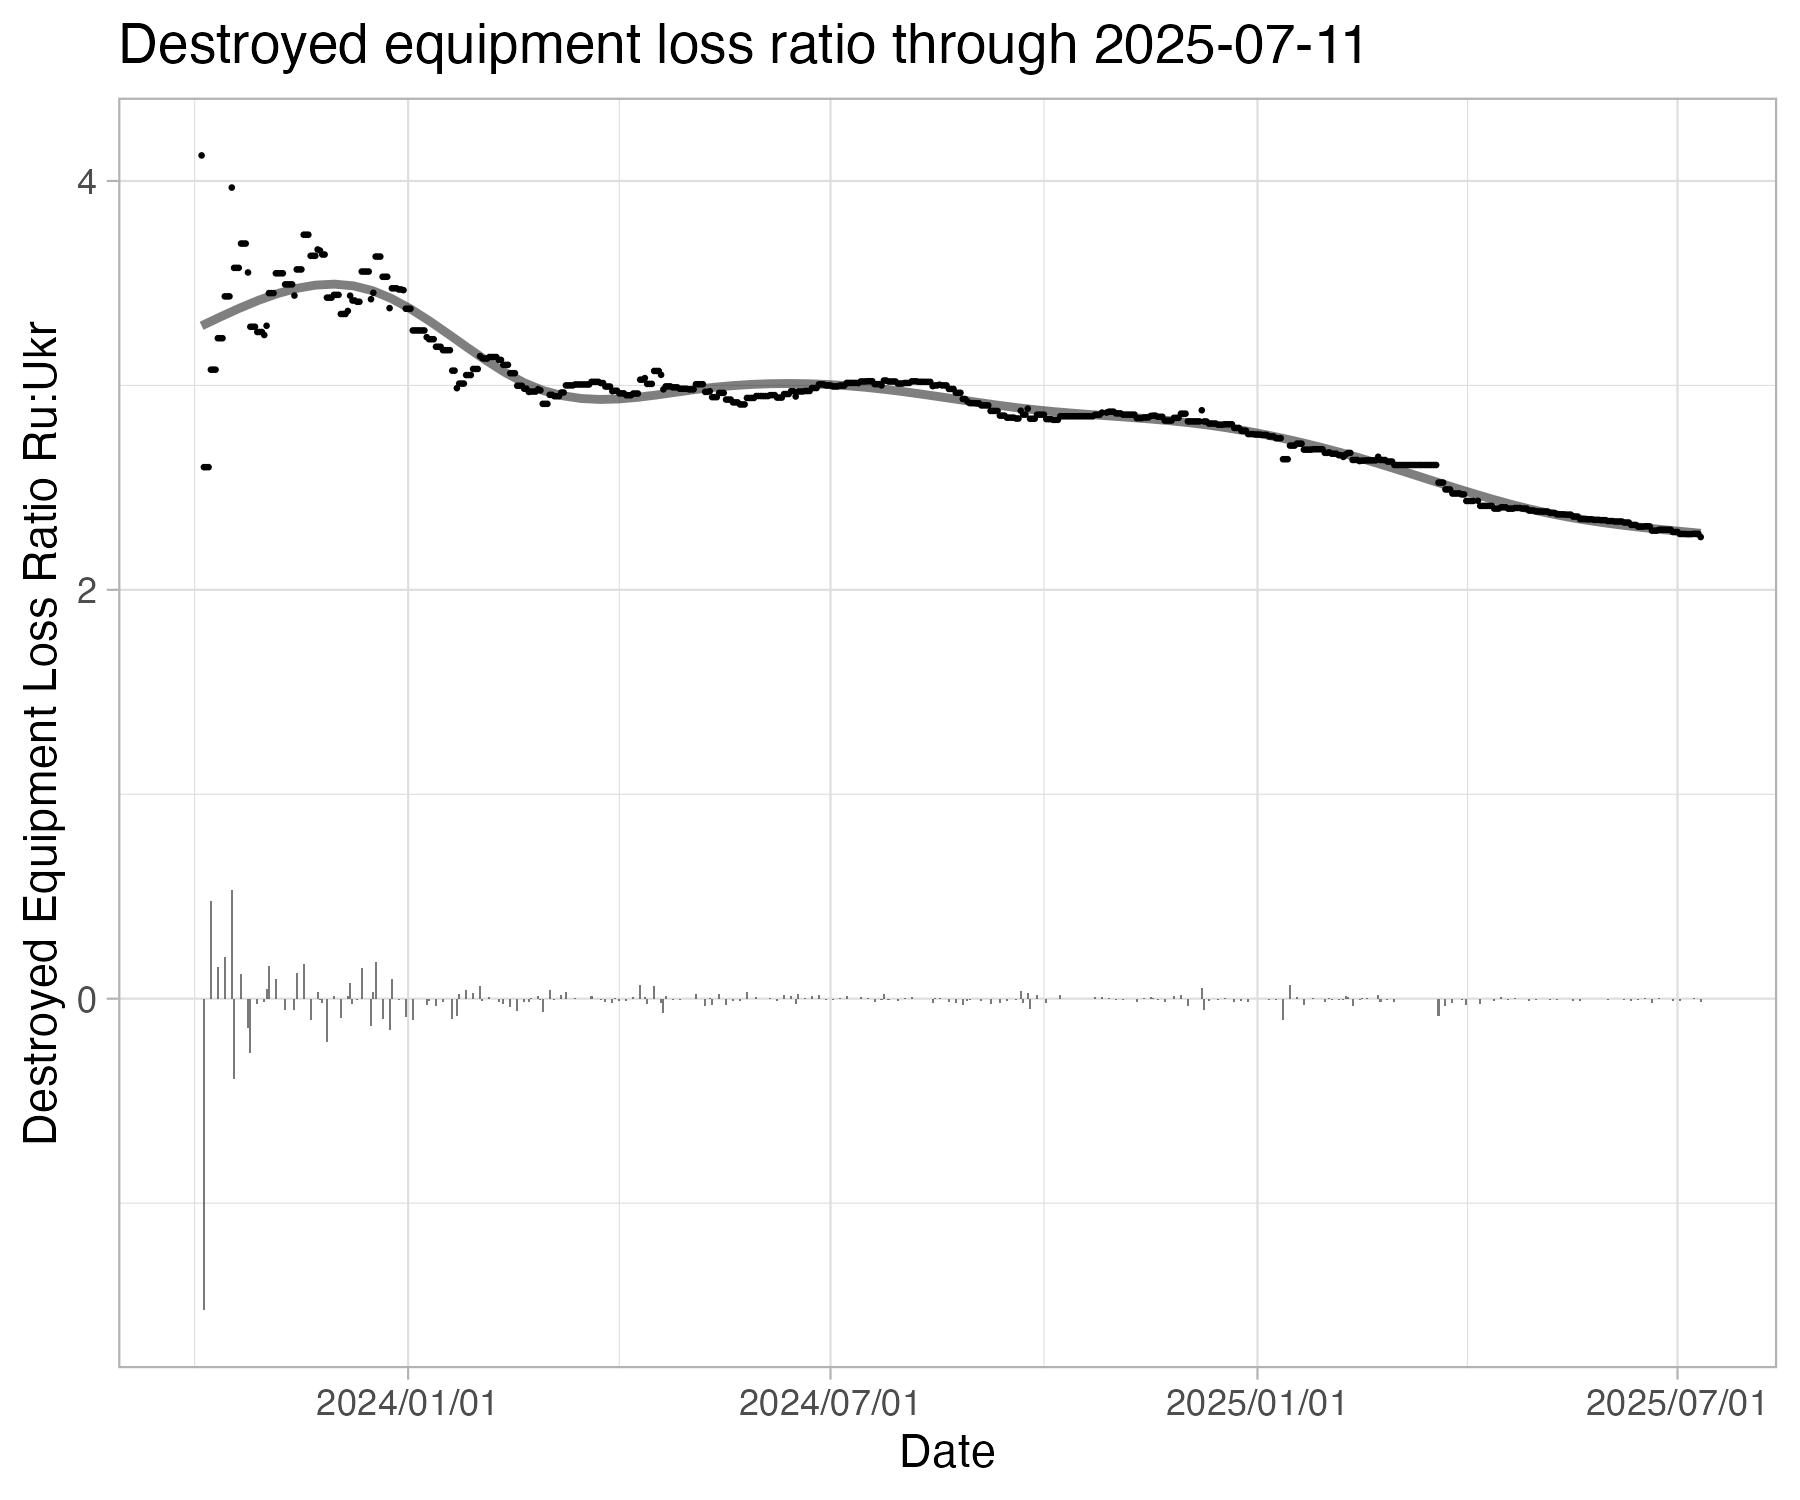 Destroyed equipment loss ratio through 2025-07-11
Destroyed Equipment Loss Ratio Ru:Ukr
4
2
0
2024/01/01
2024/07/01
2025/01/01
2025/07/01
Date